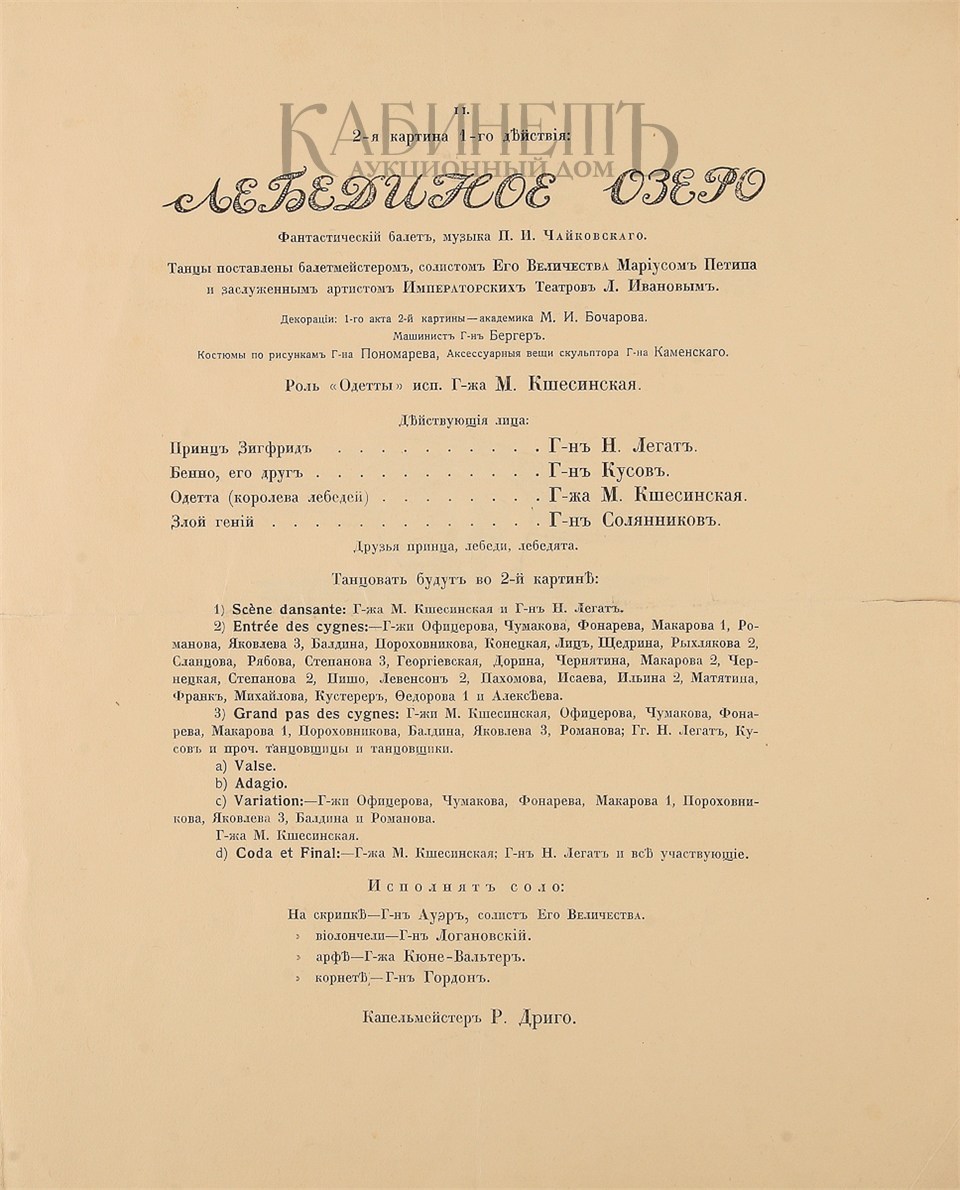 КАБИНЕТЪ
АУКЦИОННЫЙ ДОМ
II.
2-я картина 1-го дѣйствія:
ЛЕБЕДИНОЕ ОЗЕРО
Фантастическій балетъ, музыка П. И. Чайковскаго.
Танцы поставлены балетмейстеромъ, солистомъ Его Величества Маріусомъ Петипа
и заслуженнымъ артистомъ Императорскихъ Театровъ Л. Ивановымъ.
Декораціи: 1-го акта 2-й картины—академика М. И. Бочарова.
Машинистъ Г-нъ Бергеръ.
Костюмы по рисункамъ Г-на Пономарева, Аксессуарныя вещи скульптора Г-на Каменскаго.
Роль «Одетты» исп. Г-жа М. Кшесинская.
Дѣйствующія лица:
Принцъ Зигфридъ . . . . . . . . . . Г-нъ Н. Легатъ.
Бенно, его другъ . . . . . . . . . . . Г-нъ Кусовъ.
Одетта (королева лебедей) . . . . . . . . Г-жа М. Кшесинская.
Злой геній . . . . . . . . . . . . . Г-нъ Солянниковъ.
Друзья принца, лебеди, лебедята.
Танцовать будутъ во 2-й картинѣ:
1) Scène dansante: Г-жа М. Кшесинская и Г-нъ Н. Легатъ.
2) Entrée des cygnes:—Г-жи Офицерова, Чумакова, Фонарева, Макарова 1, Ро-
манова, Яковлева 3, Балдина, Пороховникова, Конецкая, Лицъ, Щедрина, Рыхлякова 2,
Сланцова, Рябова, Степанова 3, Георгіевская, Дорина, Чернятина, Макарова 2, Чер-
нецкая, Степанова 2, Пишо, Левенсонъ 2, Пахомова, Исаева, Ильина 2, Матятина,
Франкъ, Михайлова, Кустереръ, Ѳедорова 1 и Алексѣева.
3) Grand pas des cygnes: Г-жи М. Кшесинская, Офицерова, Чумакова, Фона-
рева, Макарова 1, Пороховникова, Балдина, Яковлева 3, Романова; Гг. Н. Легатъ, Ку-
совъ и проч. танцовщицы и танцовщики.
a) Valse.
b) Adagio.
c) Variation:—Г-жи Офицерова, Чумакова, Фонарева, Макарова 1, Пороховни-
кова, Яковлева 3, Балдина и Романова.
Г-жа М. Кшесинская.
d) Coda et Final:—Г-жа М. Кшесинская; Г-нъ Н. Легатъ и всѣ участвующіе.
Исполнятъ соло:
На скрипкѣ—Г-нъ Ауэръ, солистъ Его Величества.
» віолончели—Г-нъ Логановскій.
» арфѣ—Г-жа Кюне-Вальтеръ.
» корнетѣ—Г-нъ Гордонъ.
Капельмейстеръ Р. Дриго.